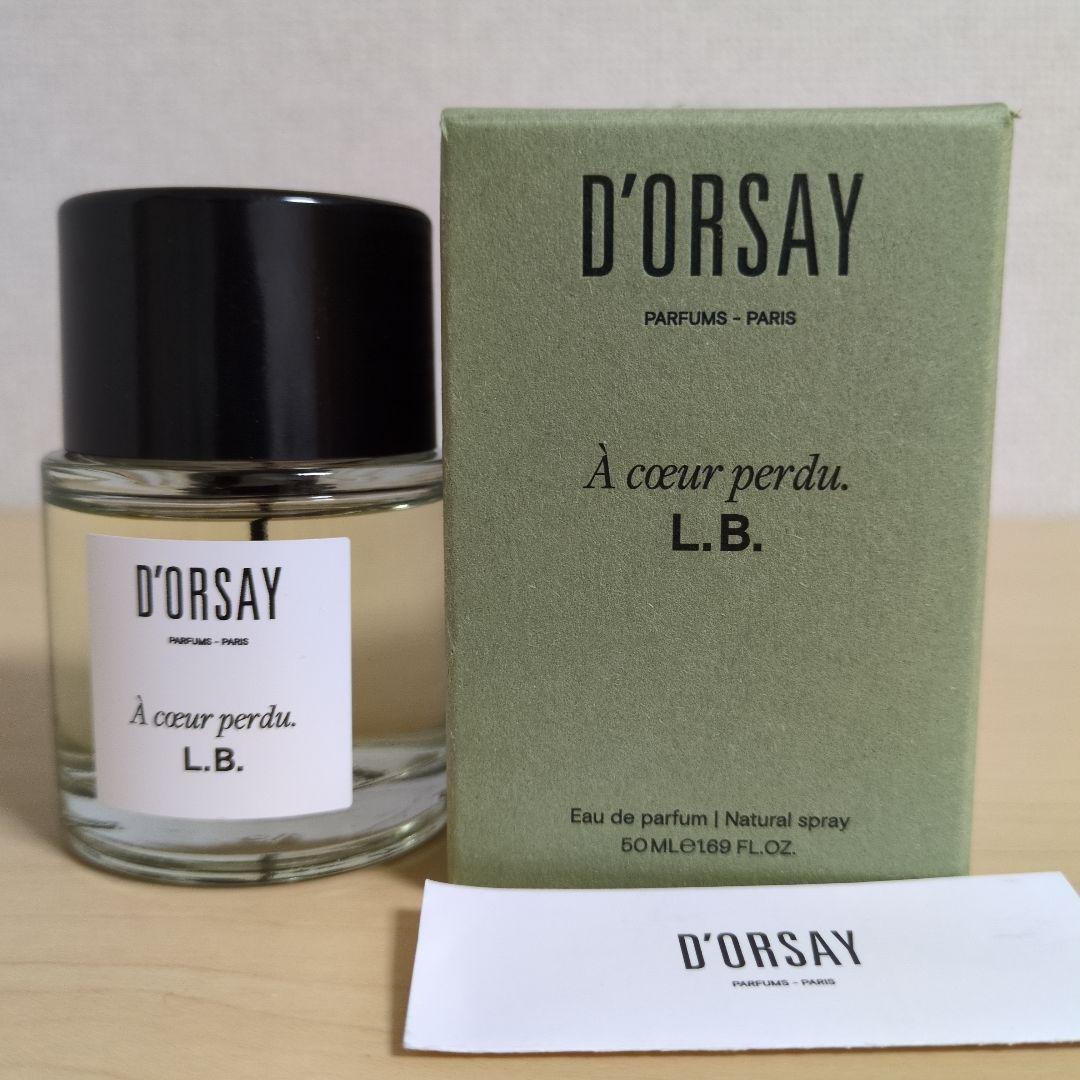 D'ORSAY
PARFUMS - PARIS
À cœur perdu.
L.B.
D'ORSAY
PARFUMS - PARIS
À cœur perdu.
L.B.
Eau de parfum | Natural spray
50 ML℮1.69 FL.OZ.
D'ORSAY
PARFUMS - PARIS